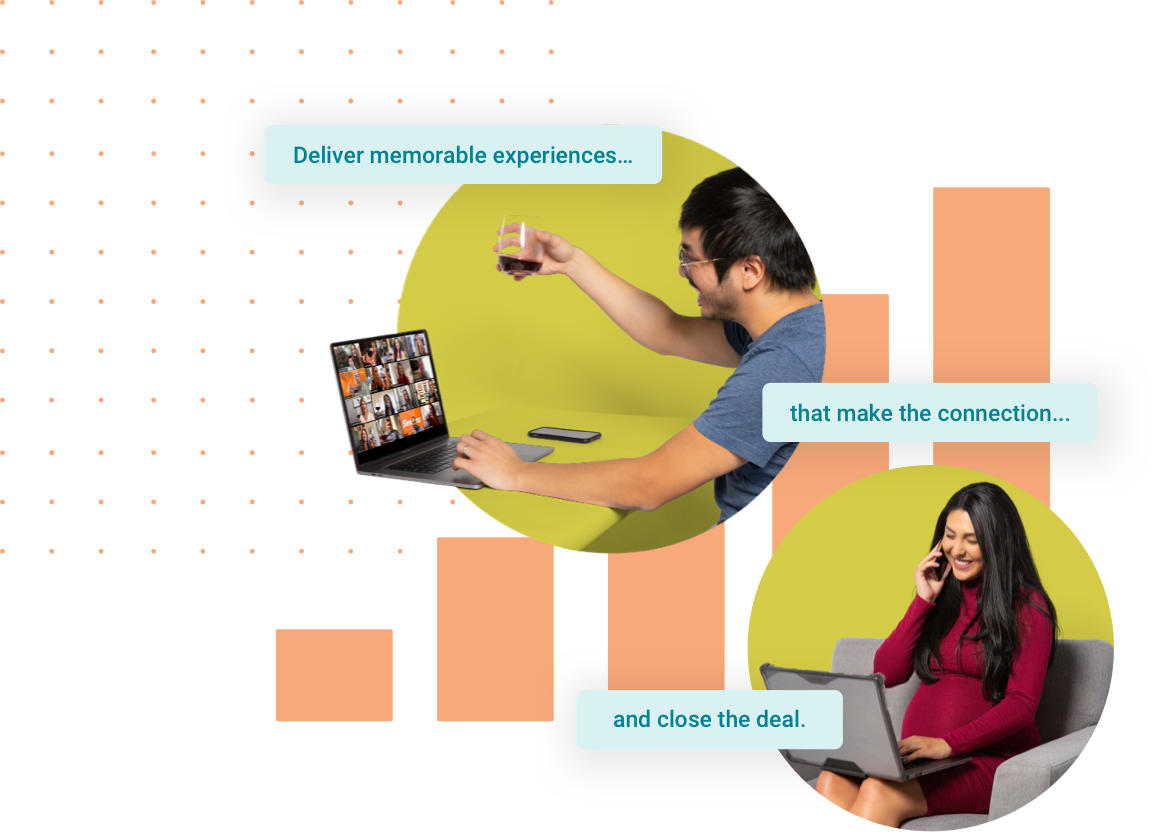 Deliver memorable experiences…
that make the connection...
and close the deal.